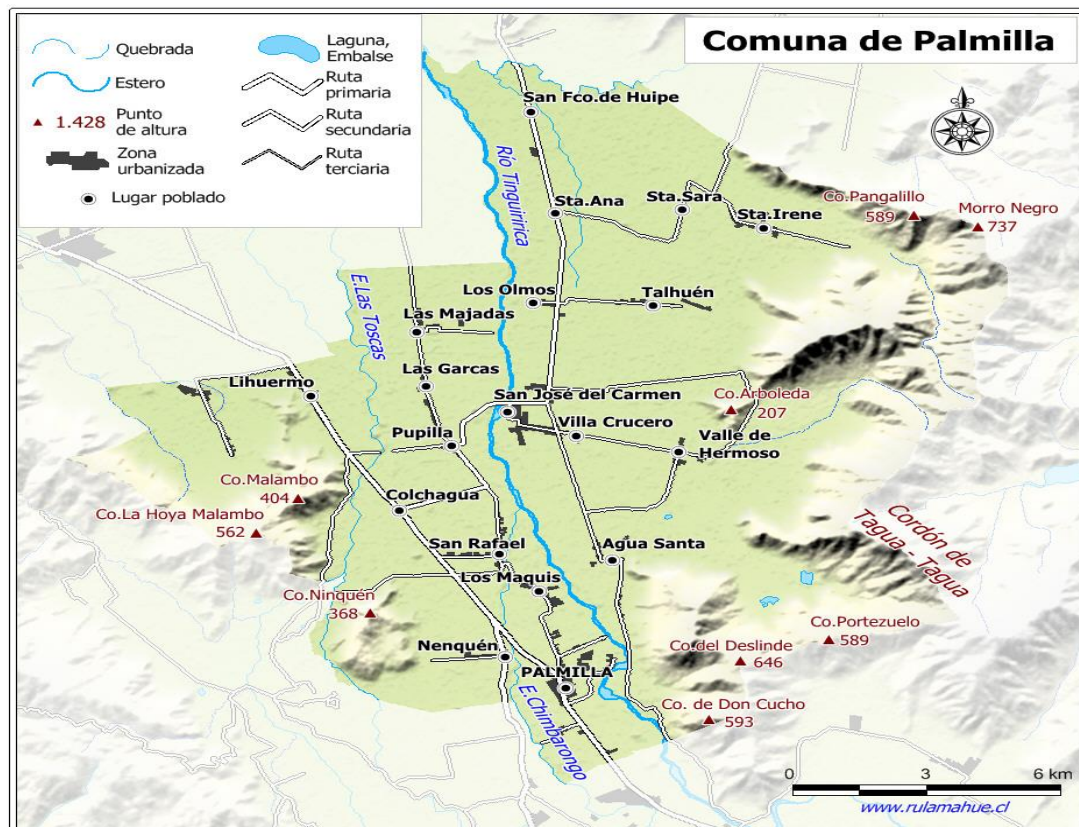 Comuna de Palmilla
Quebrada
Estero
1.428 Punto
de altura
Zona
urbanizada
Lugar poblado
Laguna,
Embalse
Ruta
primaria
Ruta
secundaria
Ruta
terciaria
San Fco.de Huipe
Río Tinguiririca
Sta.Ana
Sta.Sara
Sta.Irene
Co.Pangalillo
589
Morro Negro
737
E.Las Toscas
Los Olmos
Talhuén
Las Majadas
Las Garcas
Lihuermo
San José del Carmen
Co.Arboleda
207
Villa Crucero
Pupilla
Valle de
Hermoso
Co.Malambo
404
Colchagua
Co.La Hoya Malambo
562
Cordón de
Tagua - Tagua
San Rafael
Agua Santa
Los Maquis
Co.Ninquén
368
Co.Portezuelo
589
Nenquén
Co.del Deslinde
646
PALMILLA
Co. de Don Cucho
593
E.Chimbarongo
0 3 6 km
www.rulamahue.cl